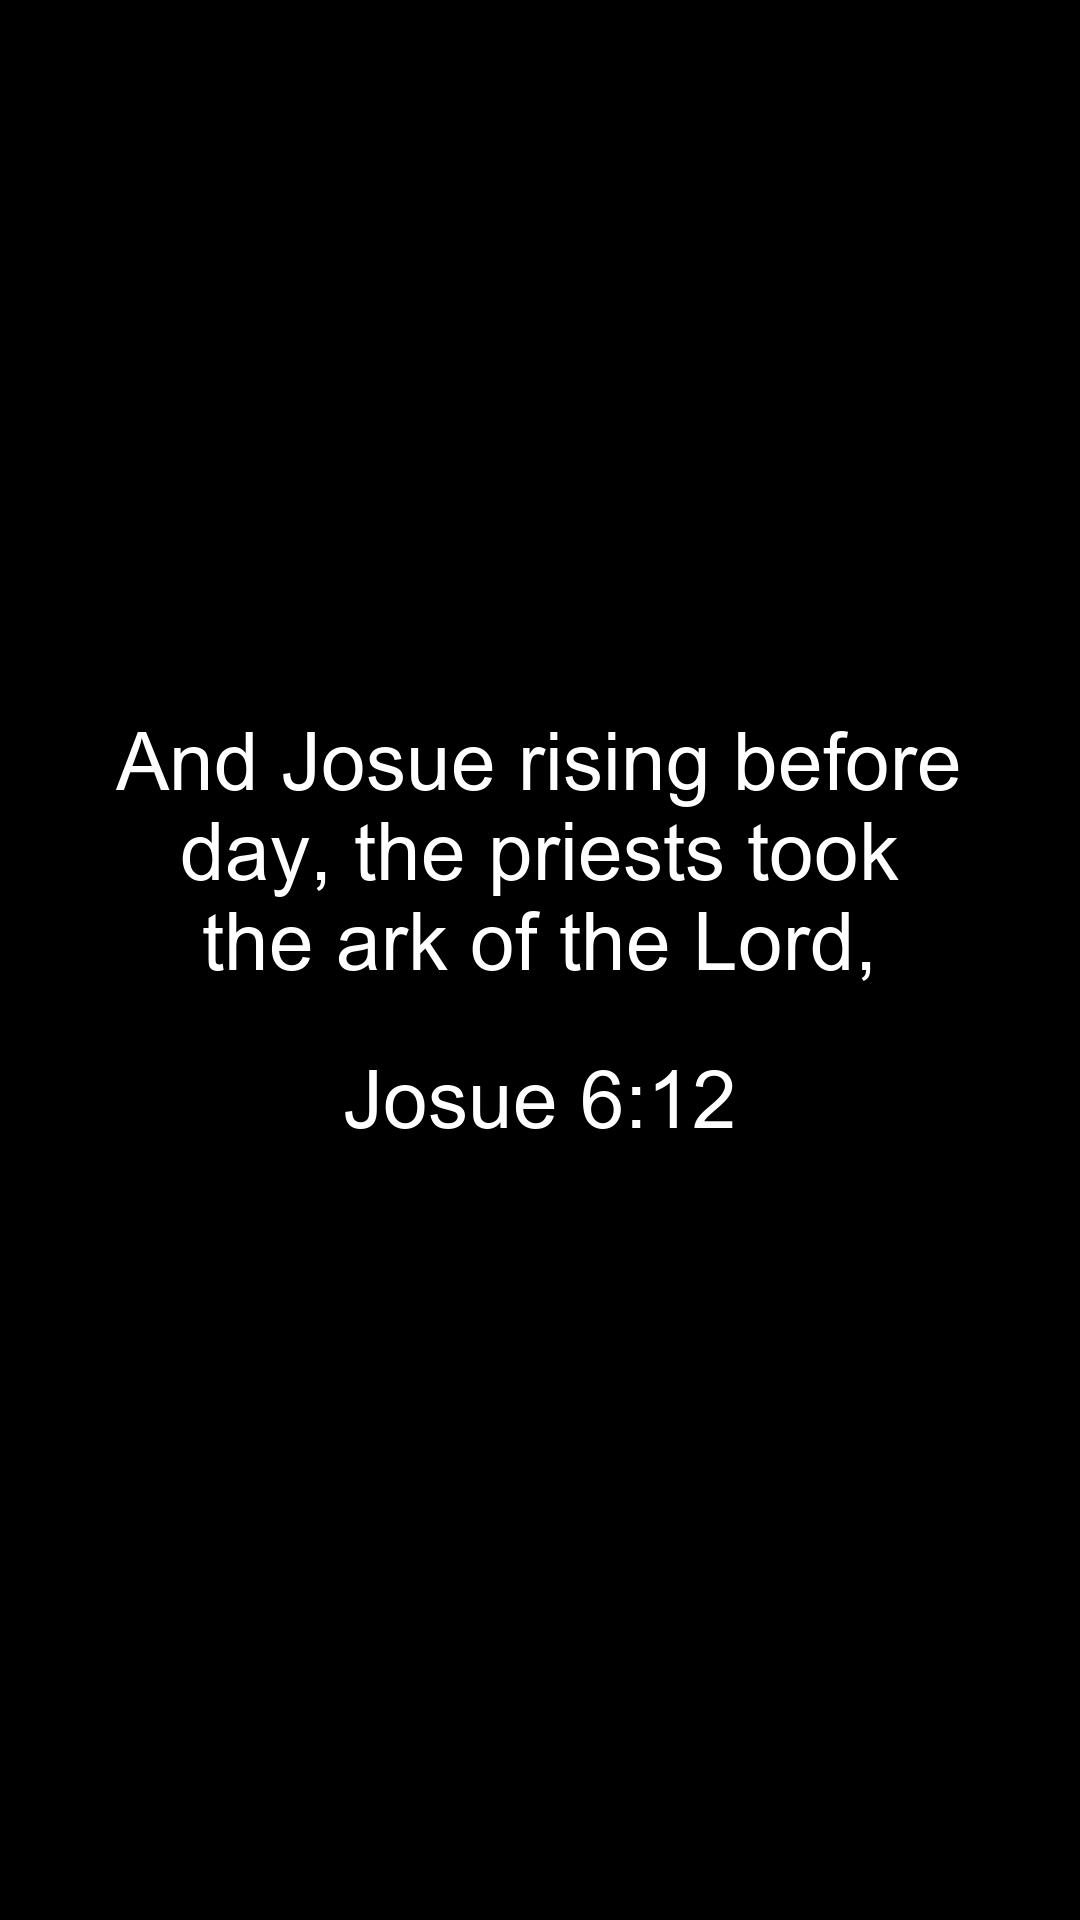 And Josue rising before
day, the priests took
the ark of the Lord,
Josue 6:12